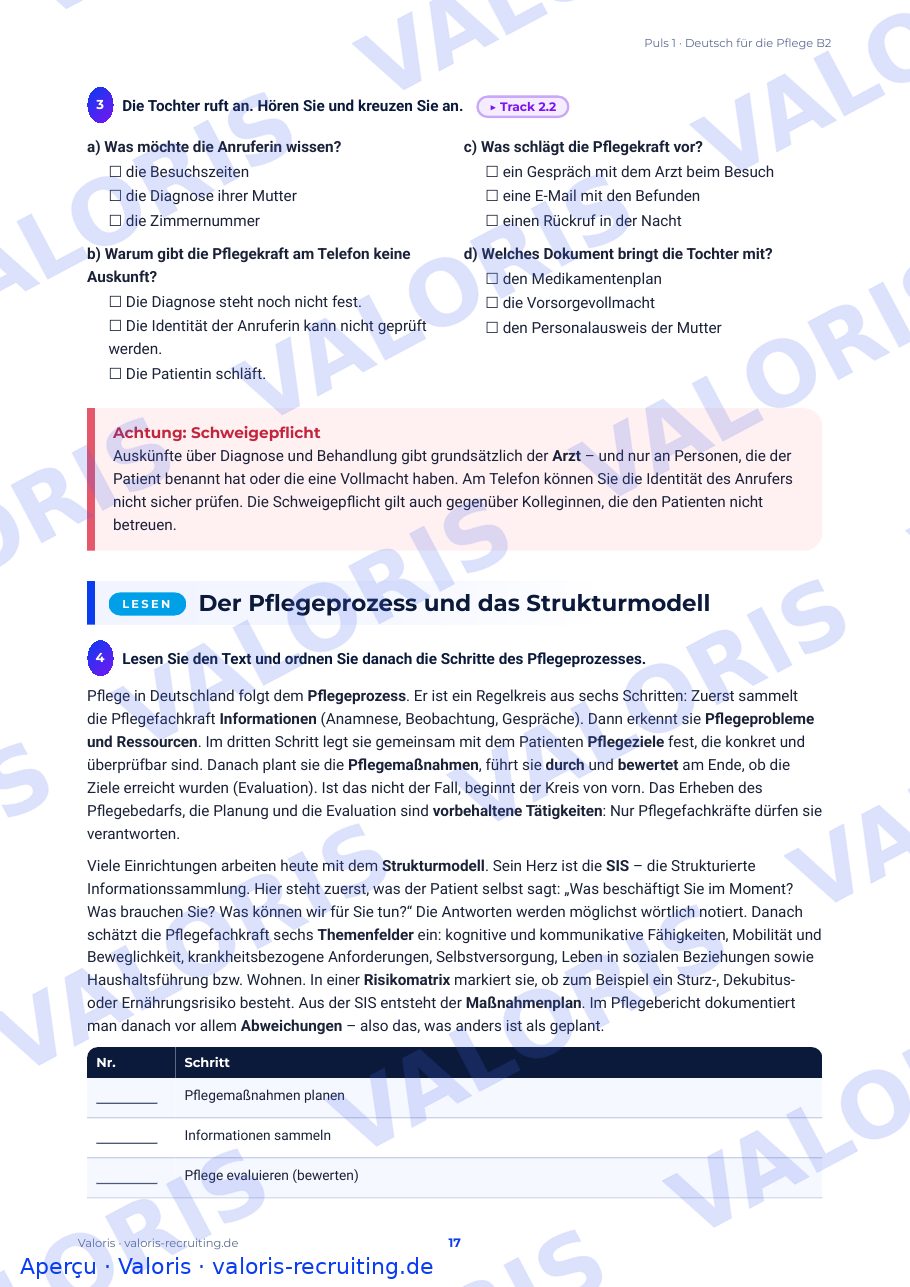 Puls 1 · Deutsch für die Pflege B2
3 Die Tochter ruft an. Hören Sie und kreuzen Sie an. ▸ Track 2.2
a) Was möchte die Anruferin wissen?
☐ die Besuchszeiten
☐ die Diagnose ihrer Mutter
☐ die Zimmernummer
b) Warum gibt die Pflegekraft am Telefon keine
Auskunft?
☐ Die Diagnose steht noch nicht fest.
☐ Die Identität der Anruferin kann nicht geprüft
werden.
☐ Die Patientin schläft.
c) Was schlägt die Pflegekraft vor?
☐ ein Gespräch mit dem Arzt beim Besuch
☐ eine E-Mail mit den Befunden
☐ einen Rückruf in der Nacht
d) Welches Dokument bringt die Tochter mit?
☐ den Medikamentenplan
☐ die Vorsorgevollmacht
☐ den Personalausweis der Mutter
Achtung: Schweigepflicht
Auskünfte über Diagnose und Behandlung gibt grundsätzlich der Arzt – und nur an Personen, die der
Patient benannt hat oder die eine Vollmacht haben. Am Telefon können Sie die Identität des Anrufers
nicht sicher prüfen. Die Schweigepflicht gilt auch gegenüber Kolleginnen, die den Patienten nicht
betreuen.
LESEN Der Pflegeprozess und das Strukturmodell
4 Lesen Sie den Text und ordnen Sie danach die Schritte des Pflegeprozesses.
Pflege in Deutschland folgt dem Pflegeprozess. Er ist ein Regelkreis aus sechs Schritten: Zuerst sammelt
die Pflegefachkraft Informationen (Anamnese, Beobachtung, Gespräche). Dann erkennt sie Pflegeprobleme
und Ressourcen. Im dritten Schritt legt sie gemeinsam mit dem Patienten Pflegeziele fest, die konkret und
überprüfbar sind. Danach plant sie die Pflegemaßnahmen, führt sie durch und bewertet am Ende, ob die
Ziele erreicht wurden (Evaluation). Ist das nicht der Fall, beginnt der Kreis von vorn. Das Erheben des
Pflegebedarfs, die Planung und die Evaluation sind vorbehaltene Tätigkeiten: Nur Pflegefachkräfte dürfen sie
verantworten.
Viele Einrichtungen arbeiten heute mit dem Strukturmodell. Sein Herz ist die SIS – die Strukturierte
Informationssammlung. Hier steht zuerst, was der Patient selbst sagt: „Was beschäftigt Sie im Moment?
Was brauchen Sie? Was können wir für Sie tun?“ Die Antworten werden möglichst wörtlich notiert. Danach
schätzt die Pflegefachkraft sechs Themenfelder ein: kognitive und kommunikative Fähigkeiten, Mobilität und
Beweglichkeit, krankheitsbezogene Anforderungen, Selbstversorgung, Leben in sozialen Beziehungen sowie
Haushaltsführung bzw. Wohnen. In einer Risikomatrix markiert sie, ob zum Beispiel ein Sturz-, Dekubitus-
oder Ernährungsrisiko besteht. Aus der SIS entsteht der Maßnahmenplan. Im Pflegebericht dokumentiert
man danach vor allem Abweichungen – also das, was anders ist als geplant.
Nr. Schritt
Pflegemaßnahmen planen
Informationen sammeln
Pflege evaluieren (bewerten)
Valoris · valoris-recruiting.de 17
Aperçu · Valoris · valoris-recruiting.de
VALORIS